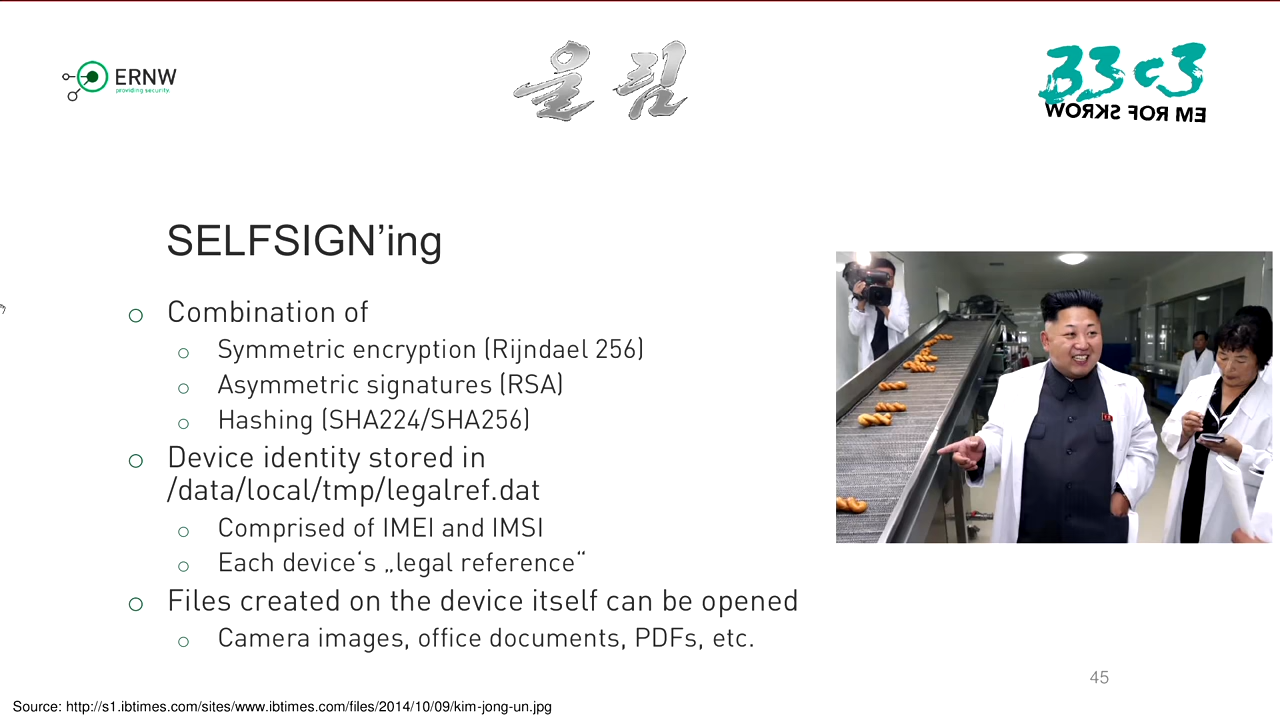 ERNW
providing security.
울림
33c3
WORKS FOR ME
SELFSIGN’ing
Combination of
Symmetric encryption (Rijndael 256)
Asymmetric signatures (RSA)
Hashing (SHA224/SHA256)
Device identity stored in
/data/local/tmp/legalref.dat
Comprised of IMEI and IMSI
Each device‘s „legal reference“
Files created on the device itself can be opened
Camera images, office documents, PDFs, etc.
45
Source: http://s1.ibtimes.com/sites/www.ibtimes.com/files/2014/10/09/kim-jong-un.jpg